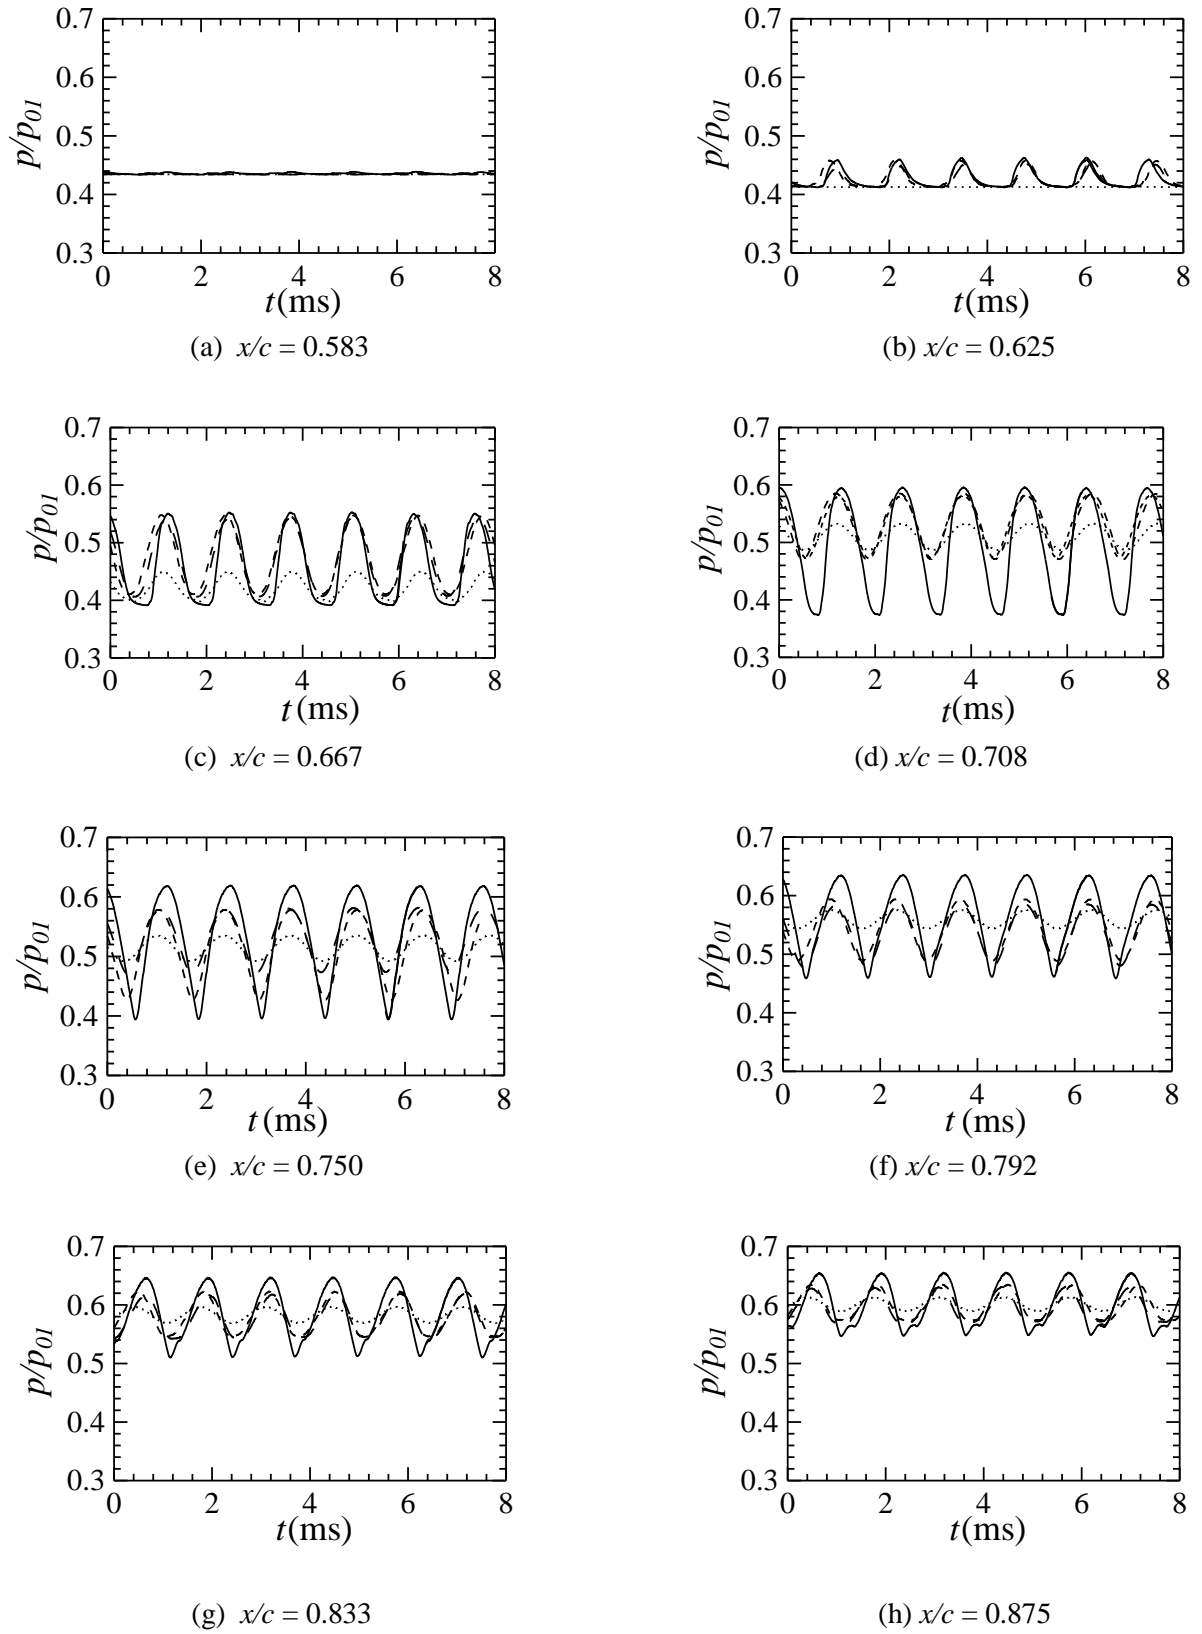 0.7
0.6
0.5
0.4
0.3
p/p01
0 2 4 6 8
t(ms)
(a) x/c = 0.583
0.7
0.6
0.5
0.4
0.3
p/p01
0 2 4 6 8
t(ms)
(b) x/c = 0.625
0.7
0.6
0.5
0.4
0.3
p/p01
0 2 4 6 8
t(ms)
(c) x/c = 0.667
0.7
0.6
0.5
0.4
0.3
p/p01
0 2 4 6 8
t(ms)
(d) x/c = 0.708
0.7
0.6
0.5
0.4
0.3
p/p01
0 2 4 6 8
t(ms)
(e) x/c = 0.750
0.7
0.6
0.5
0.4
0.3
p/p01
0 2 4 6 8
t(ms)
(f) x/c = 0.792
0.7
0.6
0.5
0.4
0.3
p/p01
0 2 4 6 8
t(ms)
(g) x/c = 0.833
0.7
0.6
0.5
0.4
0.3
p/p01
0 2 4 6 8
t(ms)
(h) x/c = 0.875